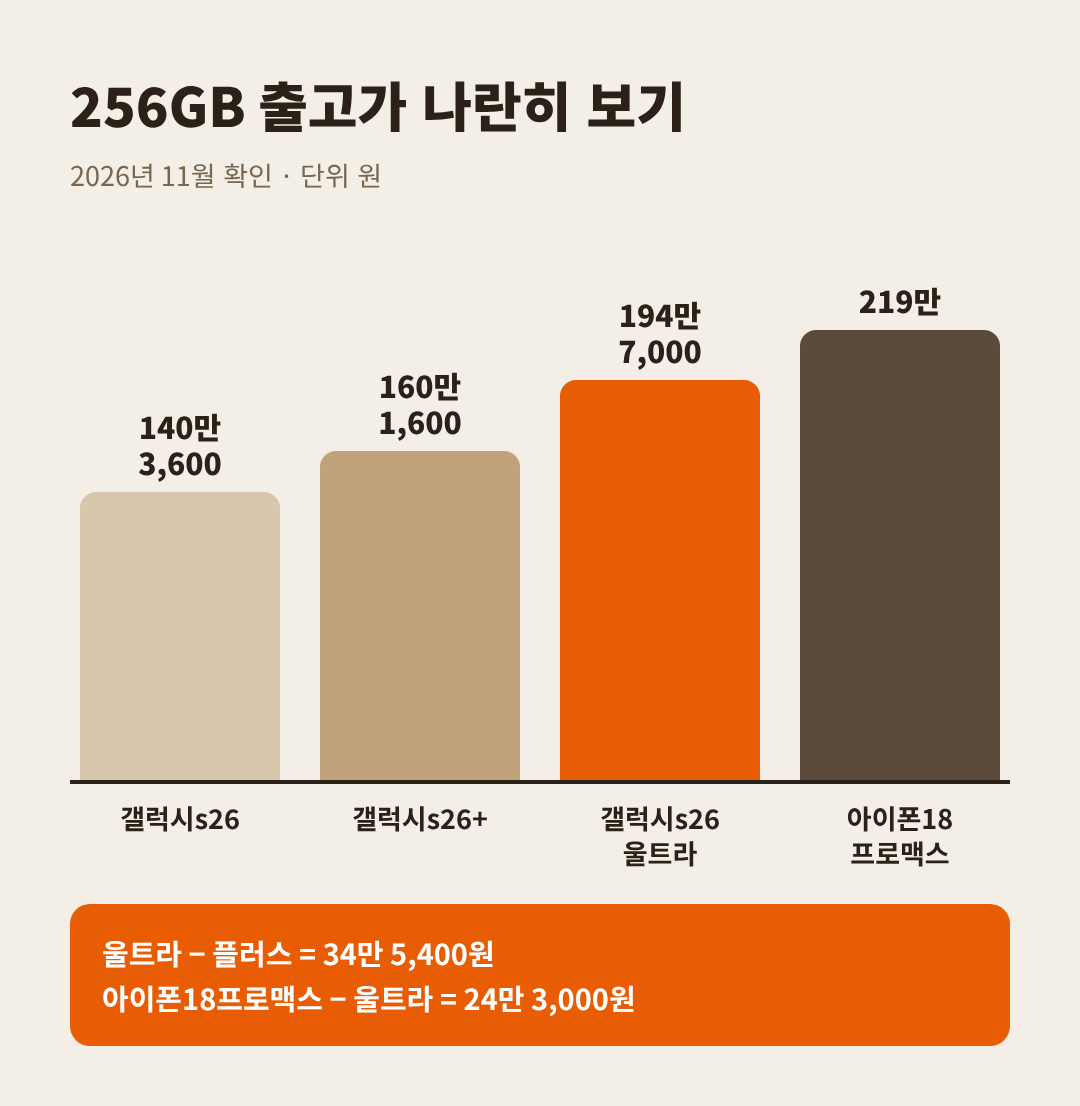 256GB 출고가 나란히 보기
2026년 11월 확인 · 단위 원
140만
3,600
160만
1,600
194만
7,000
219만
갤럭시s26
갤럭시s26+
갤럭시s26
울트라
아이폰18
프로맥스
울트라 − 플러스 = 34만 5,400원
아이폰18프로맥스 − 울트라 = 24만 3,000원